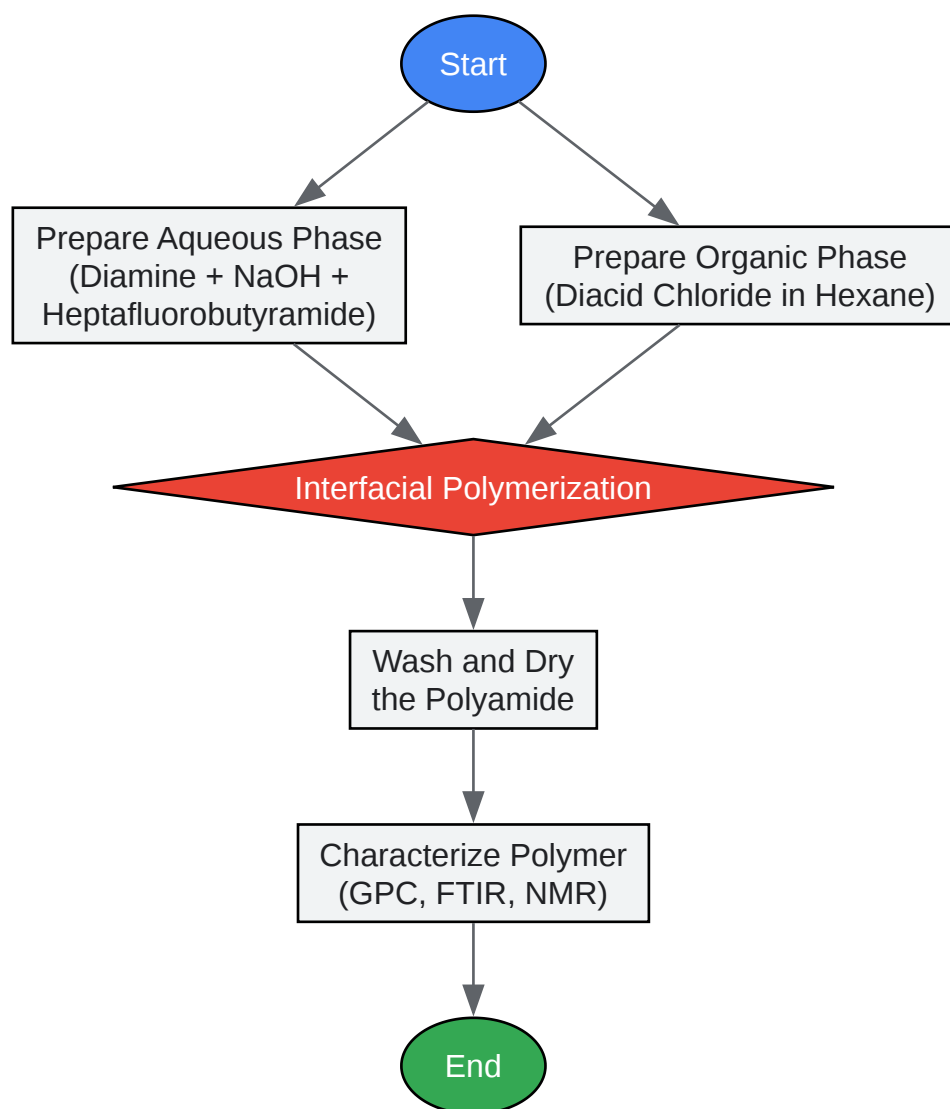 Start
Prepare Aqueous Phase
(Diamine + NaOH +
Heptafluorobutyramide)
Prepare Organic Phase
(Diacid Chloride in Hexane)
Interfacial Polymerization
Wash and Dry
the Polyamide
Characterize Polymer
(GPC, FTIR, NMR)
End